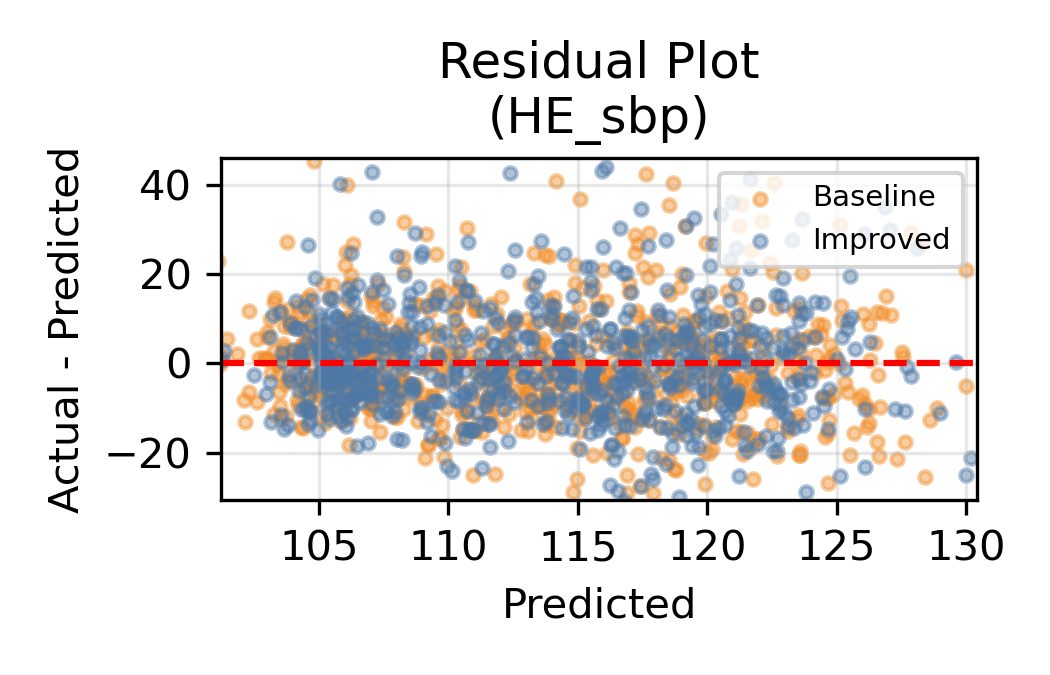 Residual Plot
(HE_sbp)
Actual - Predicted
40
20
0
−20
Baseline
Improved
105 110 115 120 125 130
Predicted